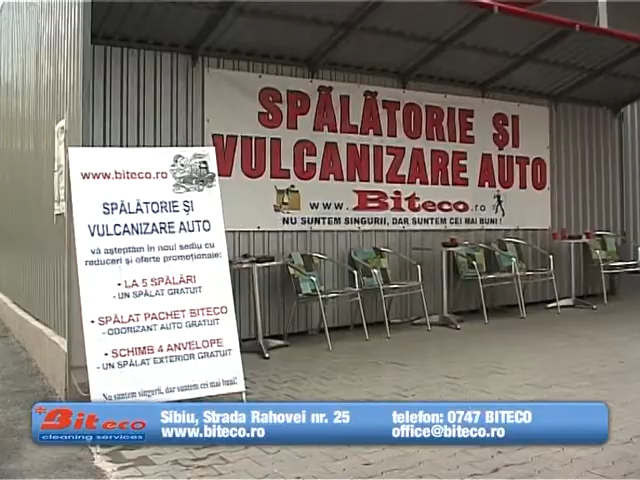 SPĂLĂTORIE ŞI
VULCANIZARE AUTO
www.Biteco.ro
NU SUNTEM SINGURII, DAR SUNTEM CEI MAI BUNI !
www.biteco.ro
SPĂLĂTORIE ŞI
VULCANIZARE AUTO
vă aşteptăm în noul sediu cu
reduceri şi oferte promoţionale:
• LA 5 SPĂLĂRI
- UN SPĂLAT GRATUIT
• SPĂLAT PACHET BITECO
- ODORIZANT AUTO GRATUIT
• SCHIMB 4 ANVELOPE
- UN SPĂLAT EXTERIOR GRATUIT
Nu suntem singurii, dar suntem cei mai buni!
*Biteco
cleaning services
Sibiu, Strada Rahovei nr. 25
www.biteco.ro
telefon: 0747 BITECO
office@biteco.ro